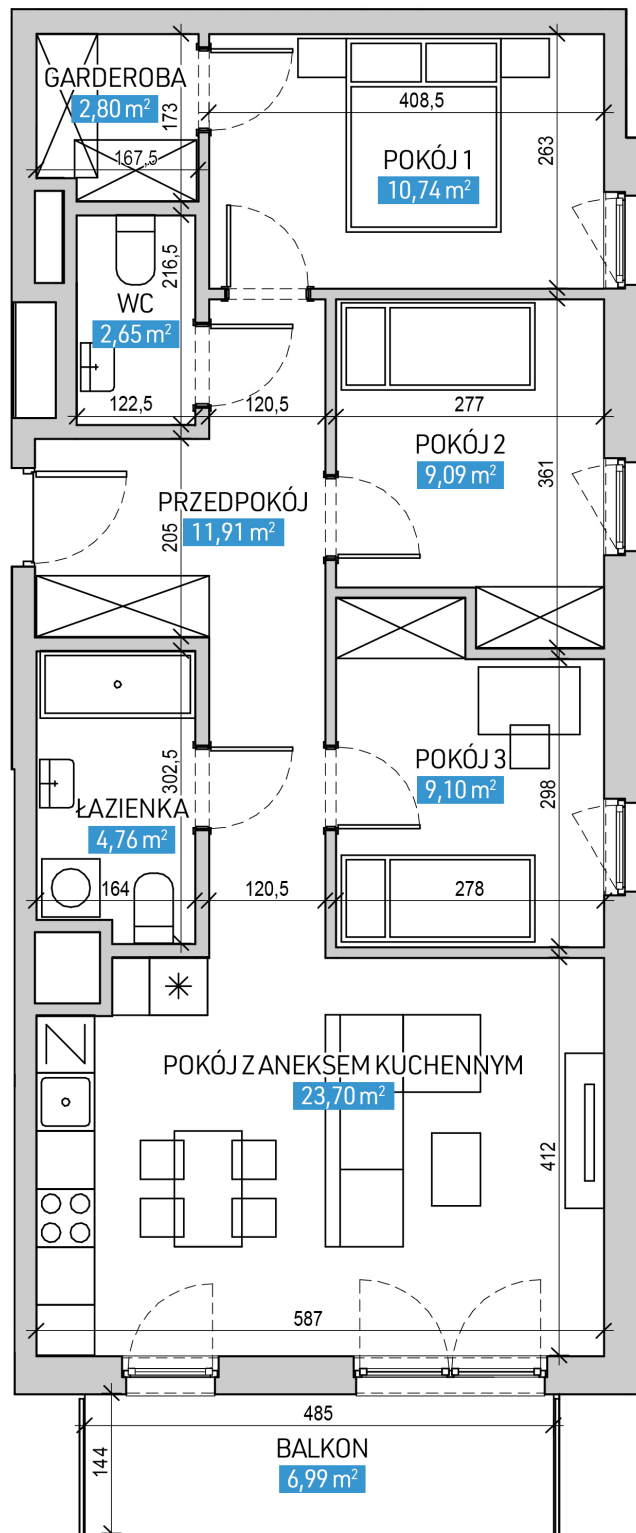 GARDEROBA
2,80 m²
173
167,5
408,5
POKÓJ 1
10,74 m²
263
216,5
WC
2,65 m²
122,5
120,5
277
POKÓJ 2
9,09 m²
361
PRZEDPOKÓJ
11,91 m²
205
302,5
ŁAZIENKA
4,76 m²
164
120,5
POKÓJ 3
9,10 m²
298
278
POKÓJ Z ANEKSEM KUCHENNYM
23,70 m²
412
587
485
144
BALKON
6,99 m²